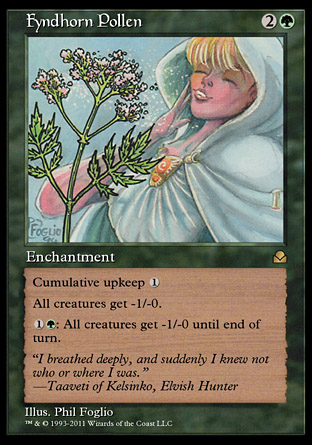 Fyndhorn Pollen 2
P
FOGLIO
Enchantment
Cumulative upkeep 1
All creatures get -1/-0.
1 : All creatures get -1/-0 until end of
turn.
“I breathed deeply, and suddenly I knew not
who or where I was.”
—Taaveti of Kelsinko, Elvish Hunter
Illus. Phil Foglio
™ & © 1993-2011 Wizards of the Coast LLC